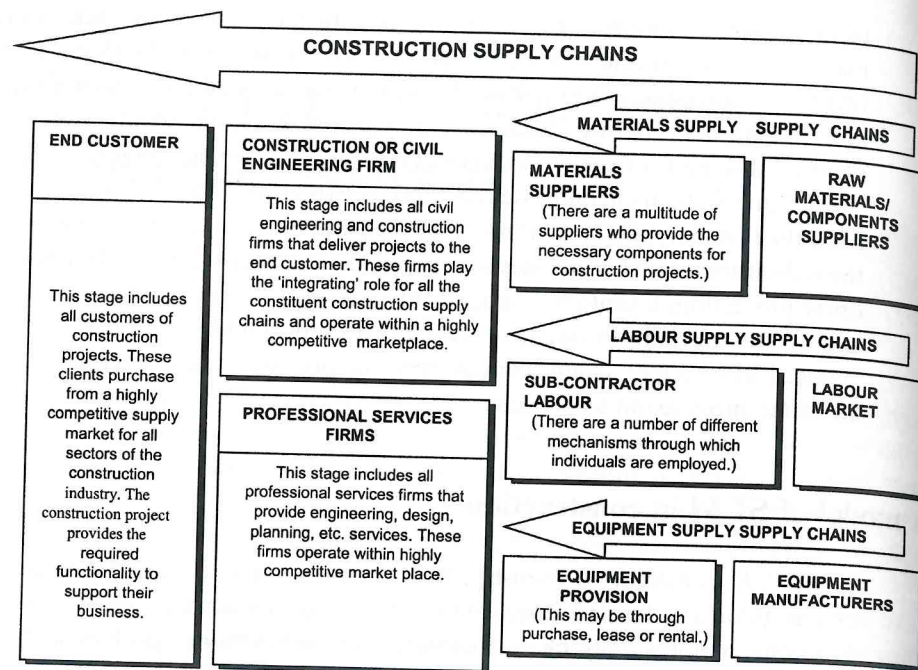 CONSTRUCTION SUPPLY CHAINS
END CUSTOMER
This stage includes
all customers of
construction
projects. These
clients purchase
from a highly
competitive supply
market for all
sectors of the
construction
industry. The
construction project
provides the
required
functionality to
support their
business.
CONSTRUCTION OR CIVIL
ENGINEERING FIRM
This stage includes all civil
engineering and construction
firms that deliver projects to the
end customer. These firms play
the 'integrating' role for all the
constituent construction supply
chains and operate within a highly
competitive marketplace.
PROFESSIONAL SERVICES
FIRMS
This stage includes all
professional services firms that
provide engineering, design,
planning, etc. services. These
firms operate within highly
competitive market place.
MATERIALS SUPPLY SUPPLY CHAINS
MATERIALS
SUPPLIERS
(There are a multitude of
suppliers who provide the
necessary components for
construction projects.)
RAW
MATERIALS/
COMPONENTS
SUPPLIERS
LABOUR SUPPLY SUPPLY CHAINS
SUB-CONTRACTOR
LABOUR
(There are a number of different
mechanisms through which
individuals are employed.)
LABOUR
MARKET
EQUIPMENT SUPPLY SUPPLY CHAINS
EQUIPMENT
PROVISION
(This may be through
purchase, lease or rental.)
EQUIPMENT
MANUFACTURERS